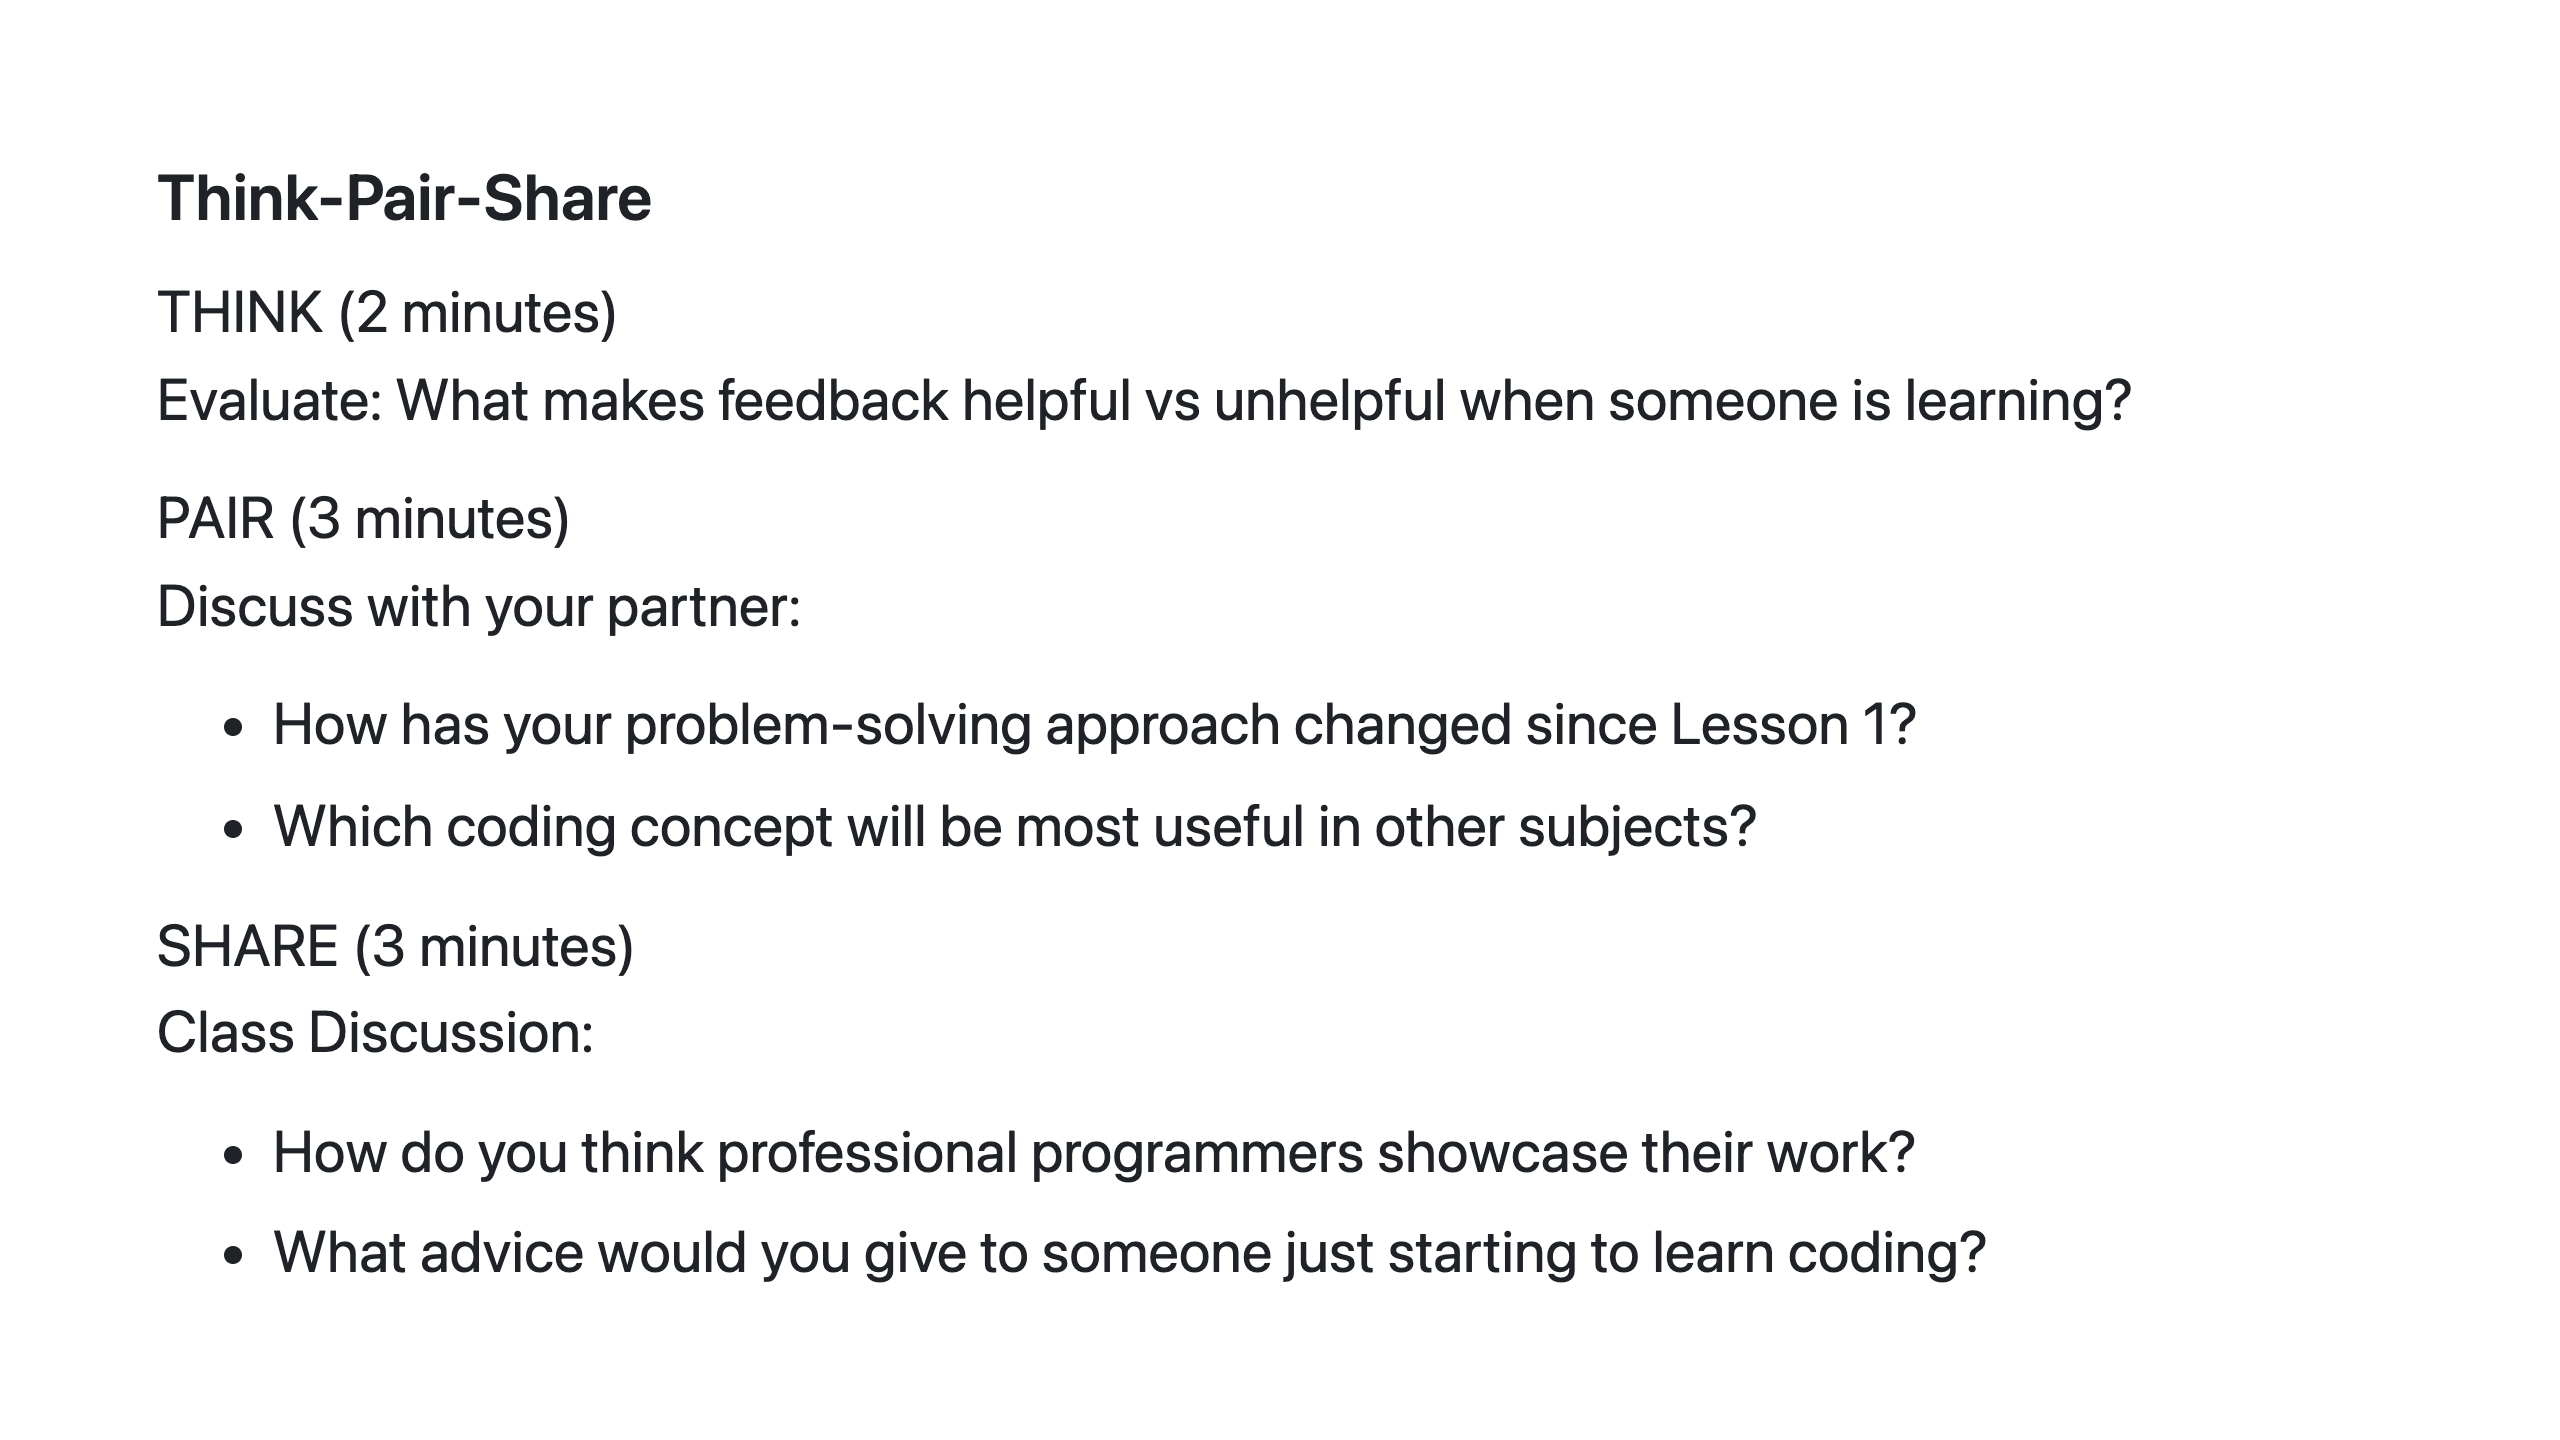 Think-Pair-Share
THINK (2 minutes)
Evaluate: What makes feedback helpful vs unhelpful when someone is learning?
PAIR (3 minutes)
Discuss with your partner:
• How has your problem-solving approach changed since Lesson 1?
• Which coding concept will be most useful in other subjects?
SHARE (3 minutes)
Class Discussion:
• How do you think professional programmers showcase their work?
• What advice would you give to someone just starting to learn coding?